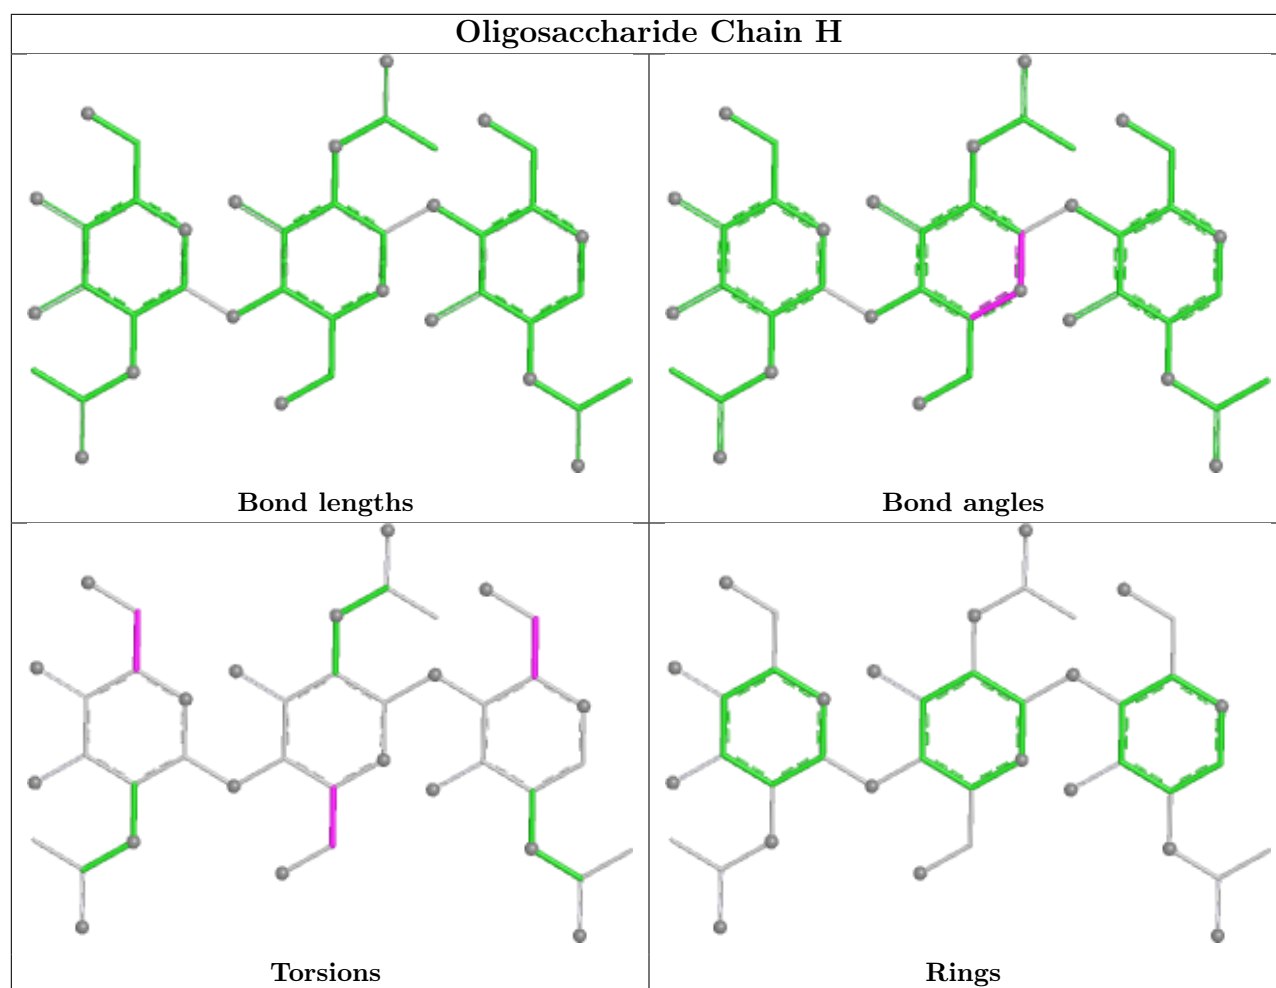 Oligosaccharide Chain H
Bond lengths
Bond angles
Torsions
Rings